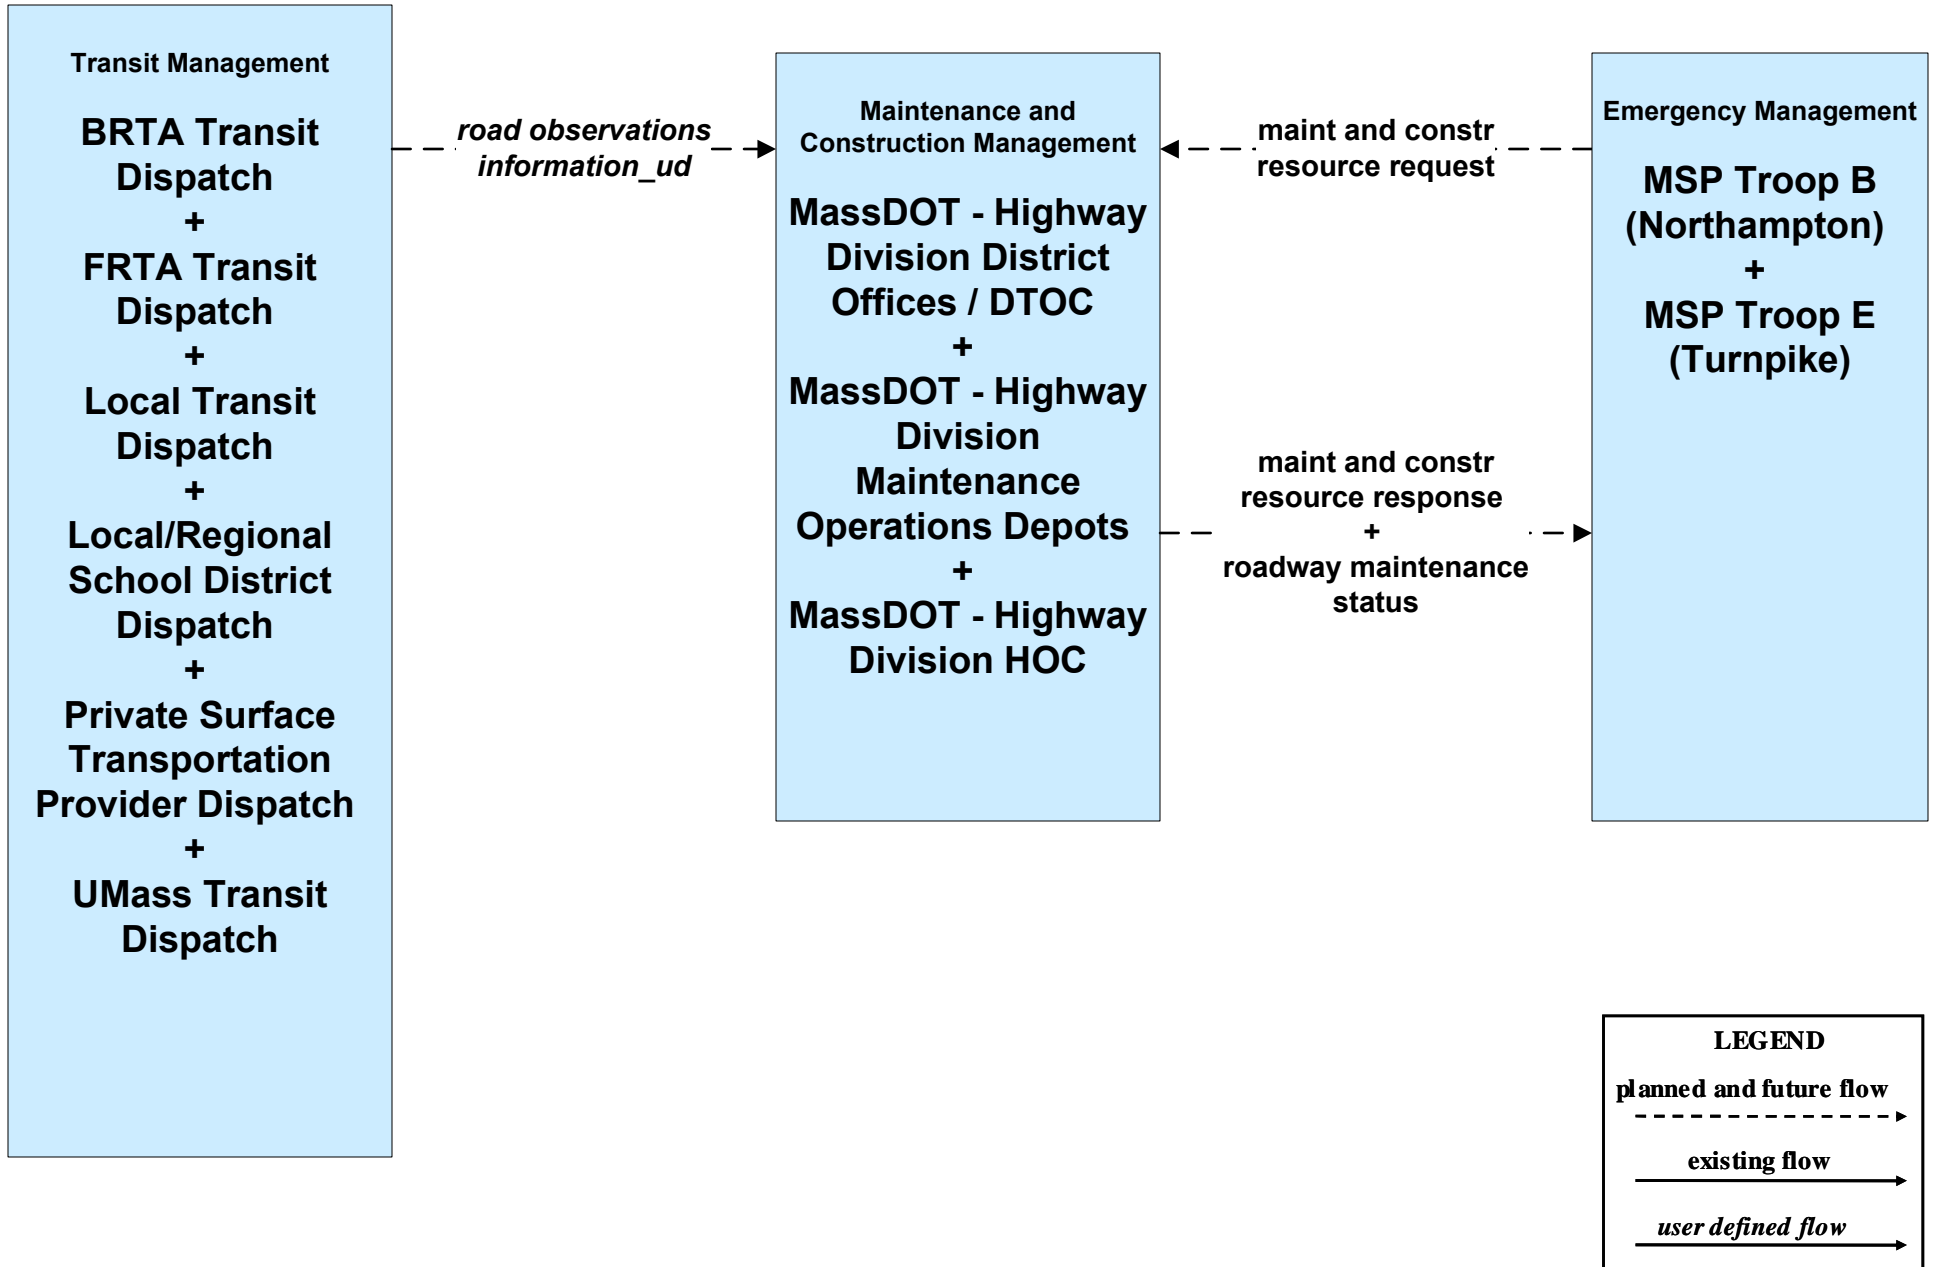 Transit Management
BRTA Transit
Dispatch
+
FRTA Transit
Dispatch
+
Local Transit
Dispatch
+
Local/Regional
School District
Dispatch
+
Private Surface
Transportation
Provider Dispatch
+
UMass Transit
Dispatch
road observations
information_ud
Maintenance and
Construction Management
MassDOT - Highway
Division District
Offices / DTOC
+
MassDOT - Highway
Division
Maintenance
Operations Depots
+
MassDOT - Highway
Division HOC
maint and constr
resource request
maint and constr
resource response
+
roadway maintenance
status
Emergency Management
MSP Troop B
(Northampton)
+
MSP Troop E
(Turnpike)
LEGEND
planned and future flow
existing flow
user defined flow